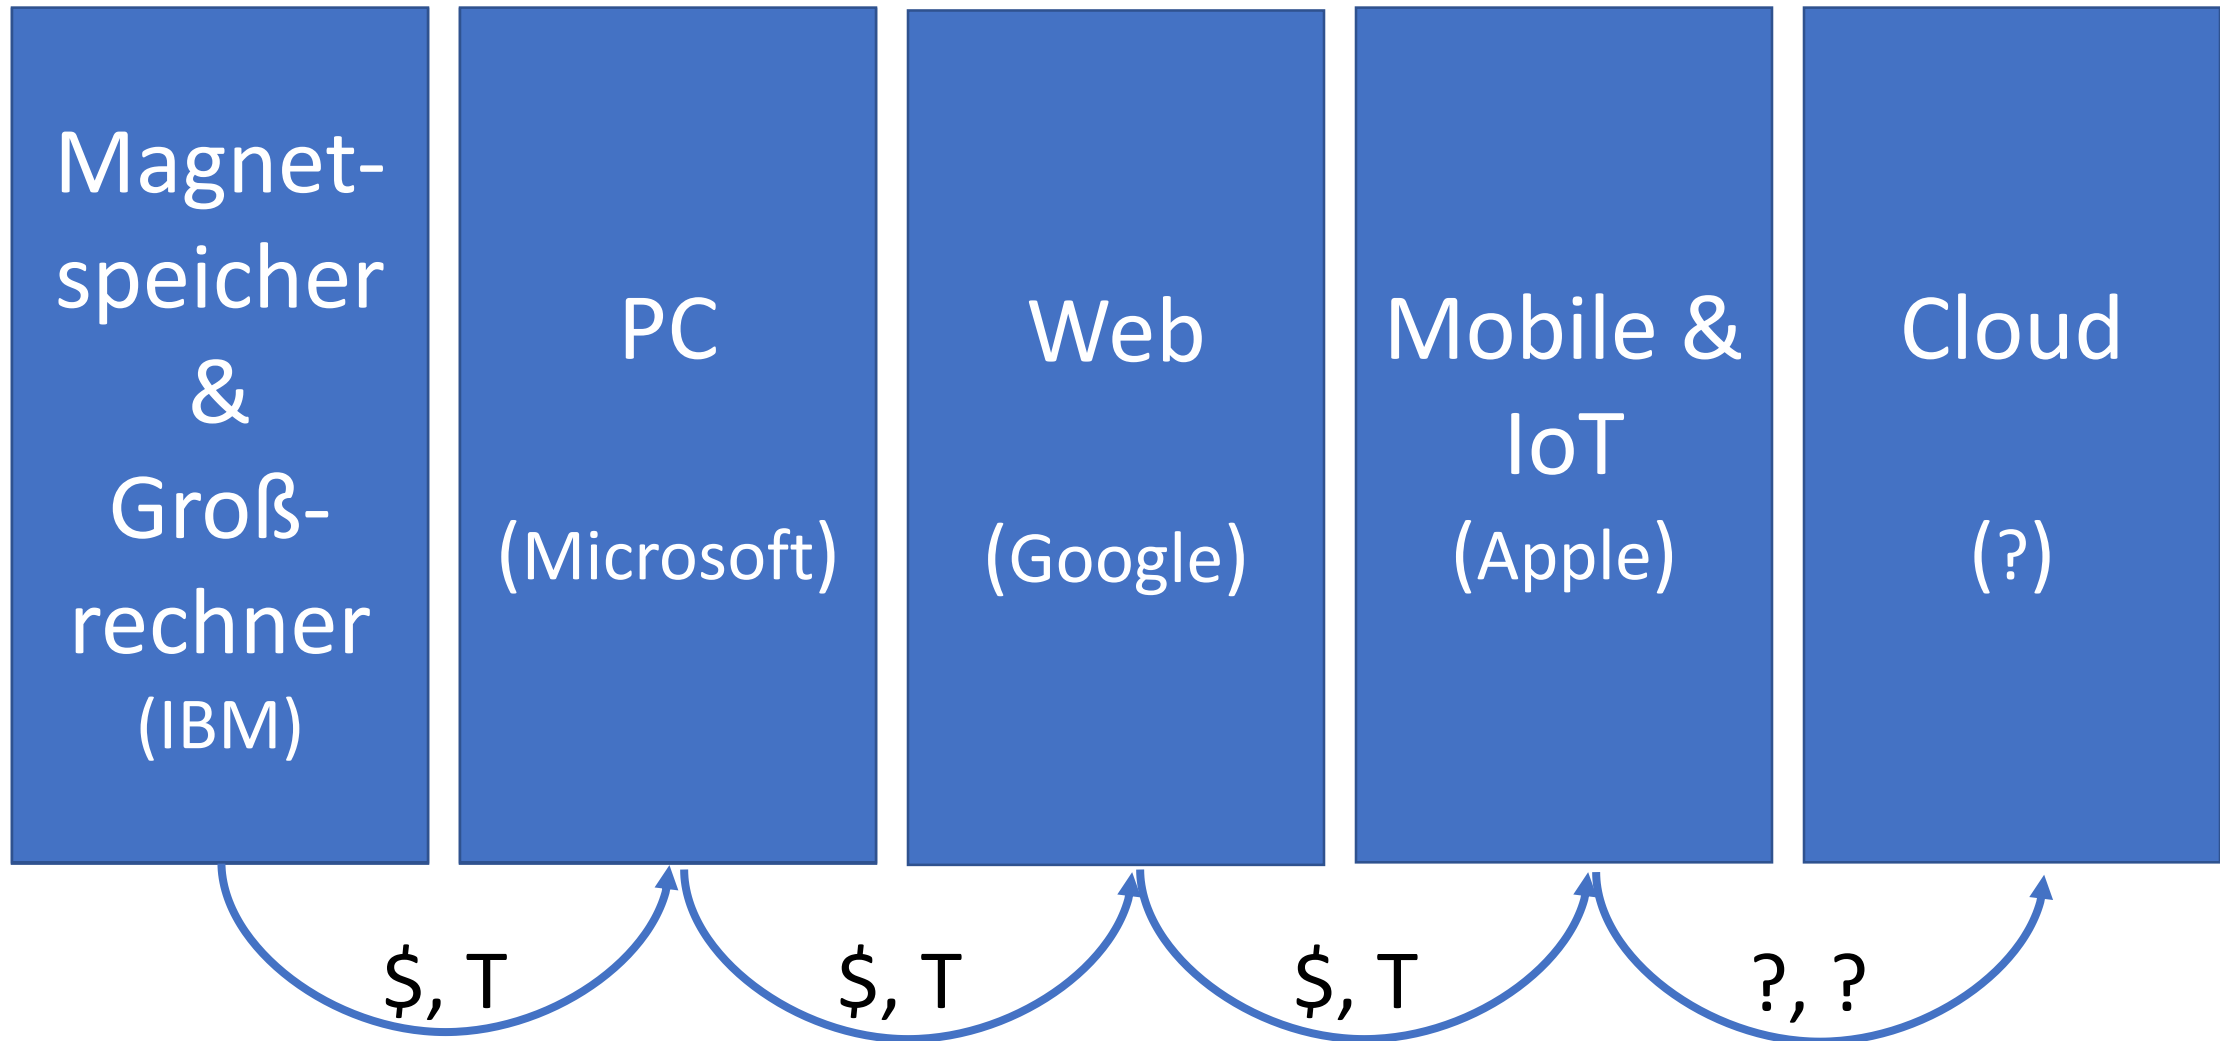 Magnet-
speicher
&
Groß-
rechner
(IBM)
PC
(Microsoft)
Web
(Google)
Mobile &
IoT
(Apple)
Cloud
(?)
$, T
$, T
$, T
?, ?